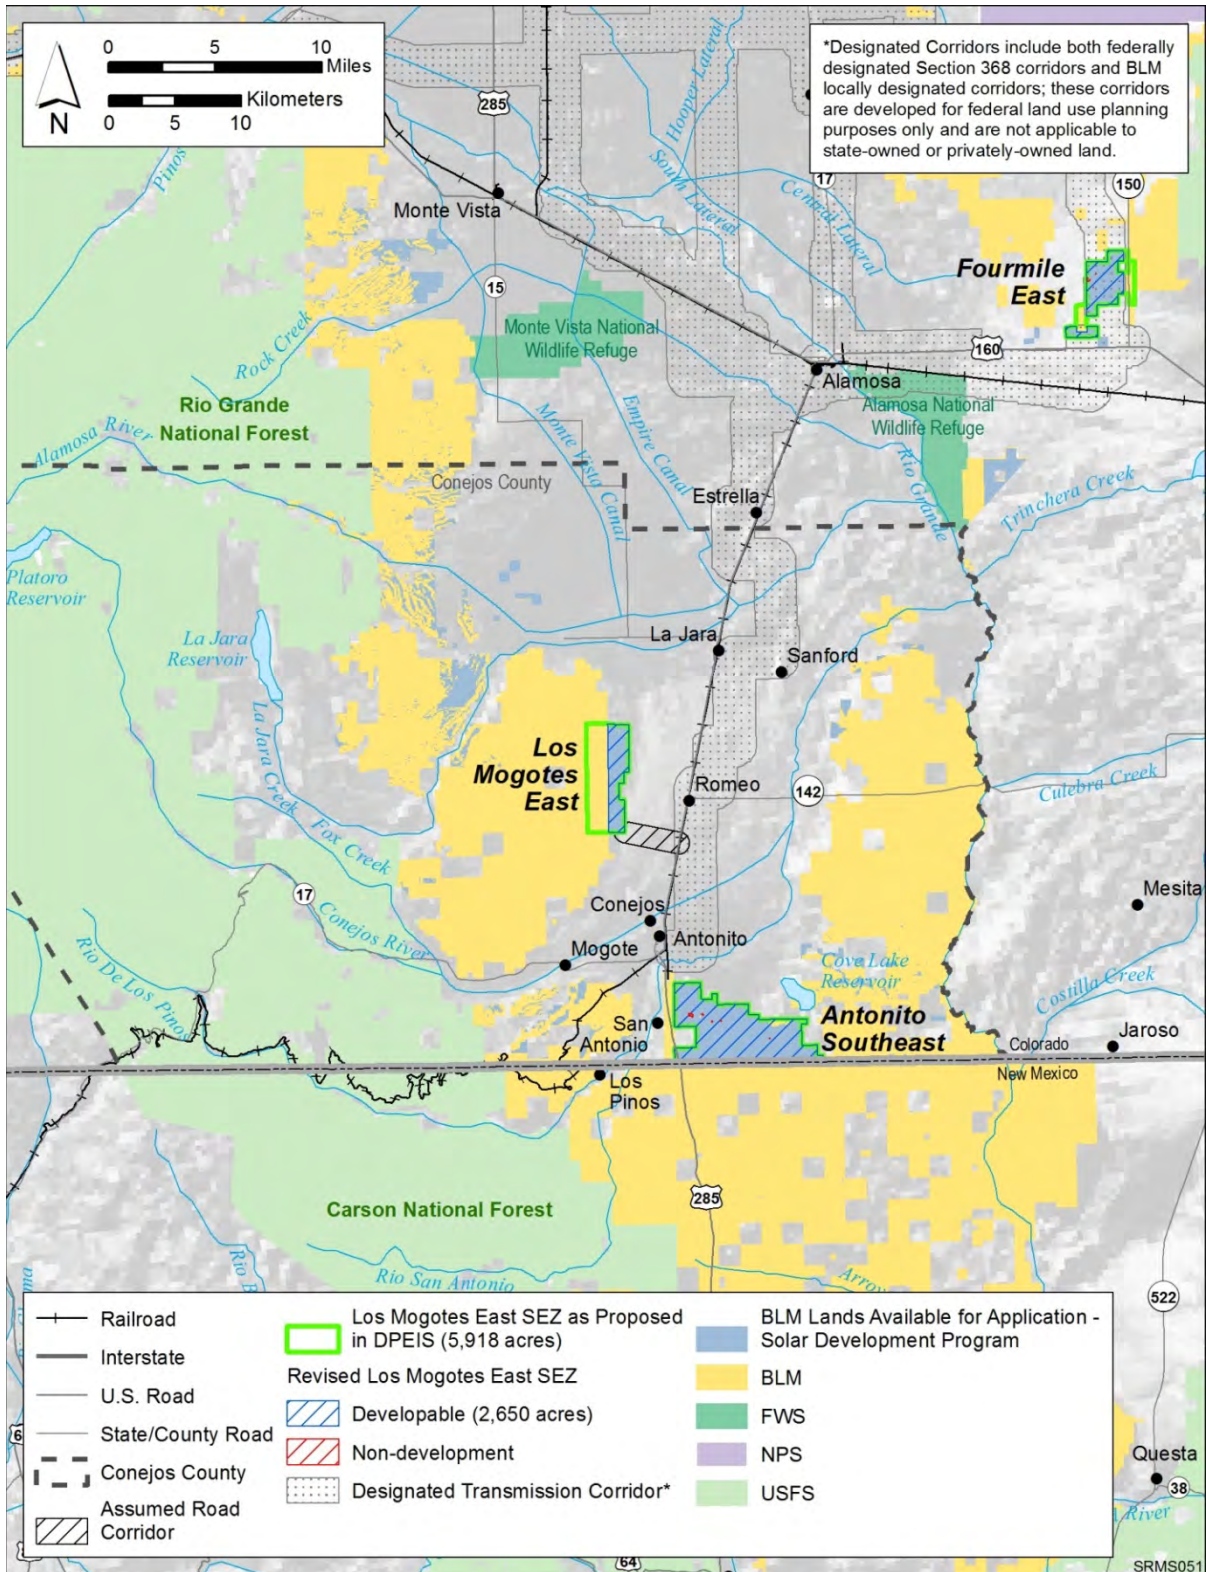 0 5 10
Miles
Kilometers
0 5 10
N
*Designated Corridors include both federally
designated Section 368 corridors and BLM
locally designated corridors; these corridors
are developed for federal land use planning
purposes only and are not applicable to
state-owned or privately-owned land.
Pinos
285
Hooper Lateral
South Lateral
17
Central Lateral
150
Monte Vista
15
Fourmile
East
Monte Vista National
Wildlife Refuge
Rock Creek
160
Alamosa
Alamosa National
Wildlife Refuge
Rio Grande
National Forest
Alamosa River
Monte Vista Canal
Empire Canal
Rio Grande
Conejos County
Estrella
Trinchera Creek
Platoro
Reservoir
La Jara
Reservoir
La Jara
Sanford
La Jara Creek
Los
Mogotes
East
Romeo
142
Culebra Creek
Fox Creek
17
Conejos River
Conejos
Antonito
Mogote
Mesita
Rio De Los Pinos
Cove Lake
Reservoir
Costilla Creek
San
Antonio
Antonito
Southeast
Jaroso
Colorado
New Mexico
Los
Pinos
285
Carson National Forest
Rio San Antonio
522
Railroad
Interstate
U.S. Road
State/County Road
Conejos County
Assumed Road
Corridor
Los Mogotes East SEZ as Proposed
in DPEIS (5,918 acres)
Revised Los Mogotes East SEZ
Developable (2,650 acres)
Non-development
Designated Transmission Corridor*
BLM Lands Available for Application -
Solar Development Program
BLM
FWS
NPS
USFS
Questa
38
River
64
SRMS051